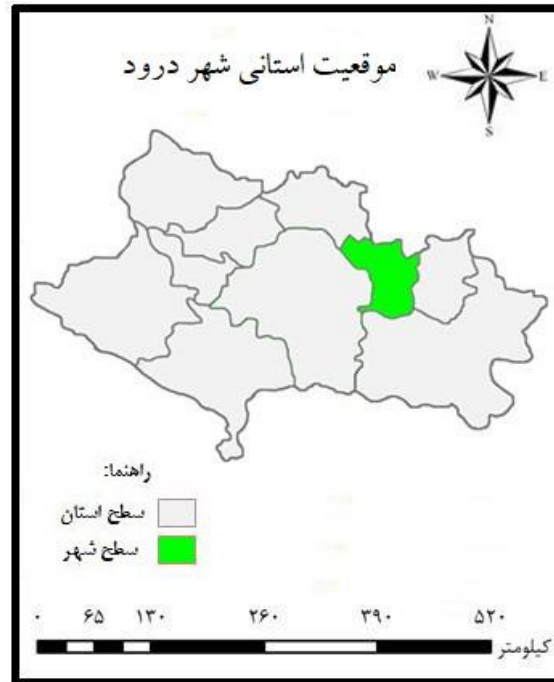 موقعیت استانی شهر درود
N
W E
S
راهنما:
سطح استان
سطح شهر
۰ ۶۵ ۱۳۰ ۲۶۰ ۳۹۰ ۵۲۰
کیلومتر